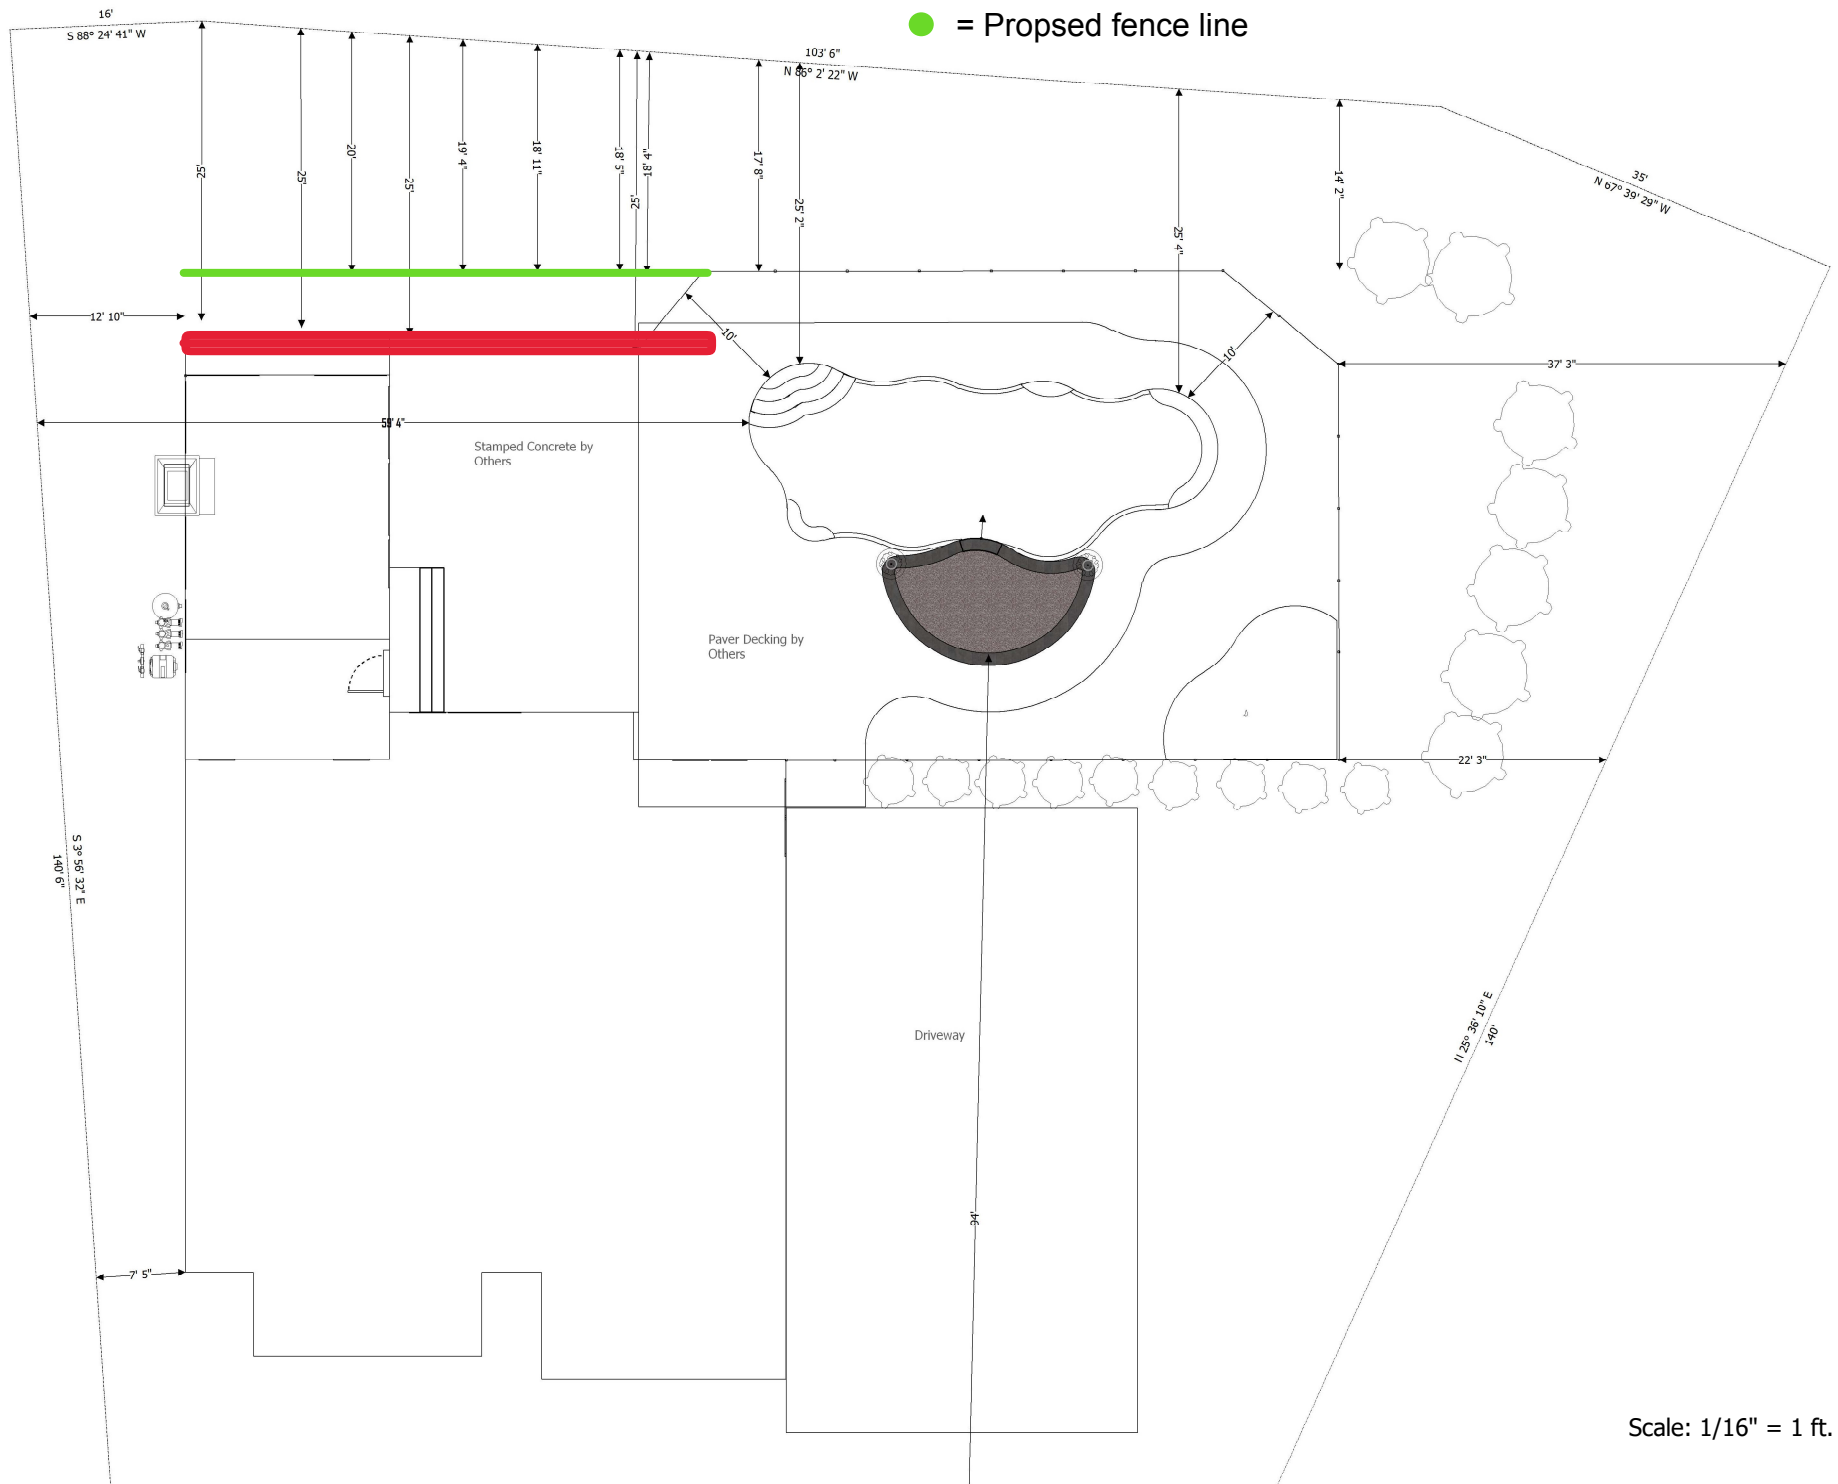 = Propsed fence line
16'
S 88° 24' 41" W
103' 6"
N 86° 2' 22" W
35'
N 67° 39' 29" W
25'
25'
20'
25'
19' 4"
18' 11"
18' 5"
25'
18' 4"
17' 8"
25' 2"
25' 4"
14' 2"
12' 10"
10'
10'
37' 3"
59' 4"
Stamped Concrete by
Others
Paver Decking by
Others
22' 3"
S 3° 56' 32" E
140' 6"
Driveway
N 25° 36' 10" E
140'
94'
7' 5"
Scale: 1/16" = 1 ft.